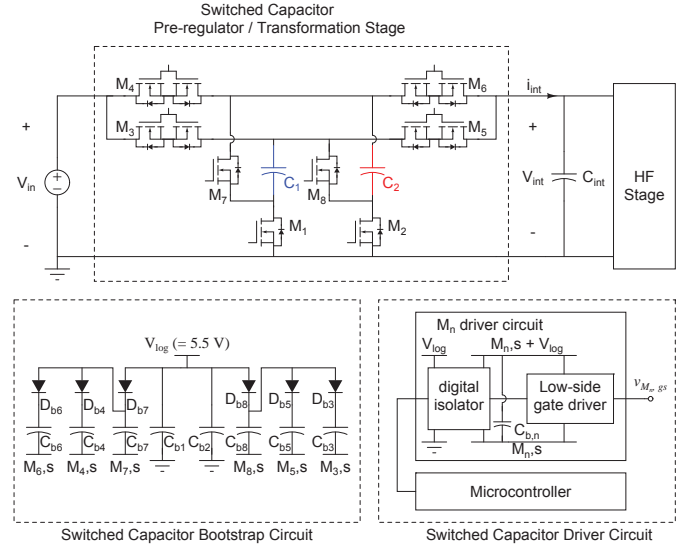 Switched Capacitor
Pre-regulator / Transformation Stage
M4
M6
iint
M3
M5
+
+
Vin
+
-
M7
C1
M8
C2
Vint
Cint
HF
Stage
M1
M2
-
-
Vlog (= 5.5 V)
Db6
Db4
Db7
Db8
Db5
Db3
Cb6
Cb4
Cb7
Cb1
Cb2
Cb8
Cb5
Cb3
M6,s
M4,s
M7,s
M8,s
M5,s
M3,s
Switched Capacitor Bootstrap Circuit
Mn driver circuit
Vlog
Mn,s + Vlog
digital
isolator
Low-side
gate driver
vMn, gs
Cb,n
Mn,s
Microcontroller
Switched Capacitor Driver Circuit